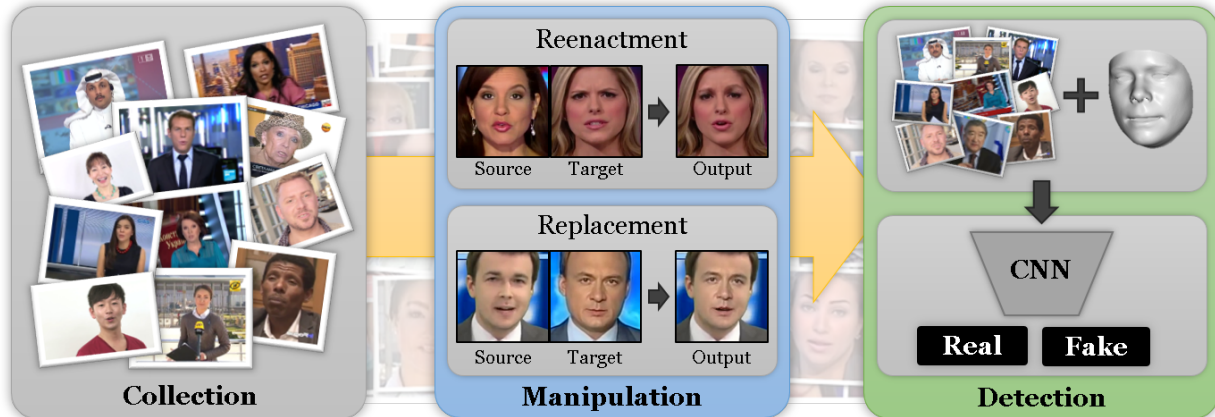 Reenactment
Source Target Output
Replacement
Source Target Output
CNN
Real Fake
Collection Manipulation Detection